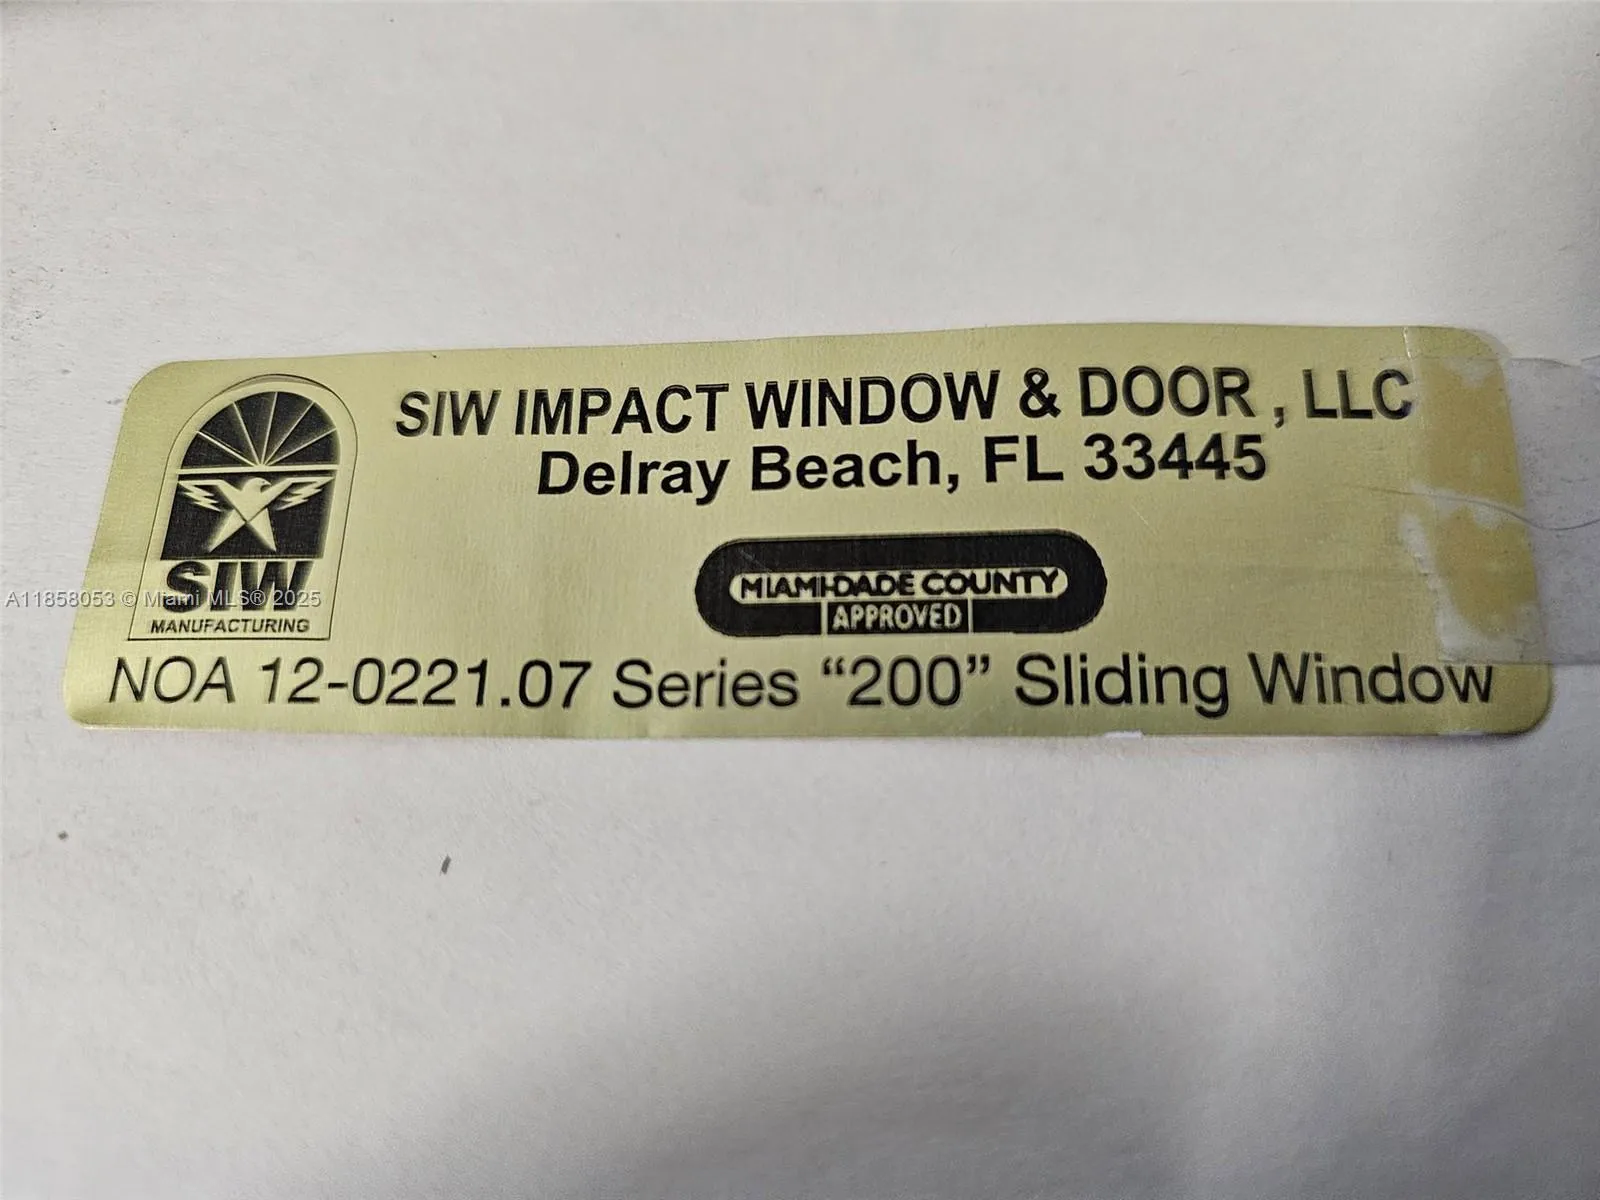 SIW IMPACT WINDOW & DOOR , LLC
Delray Beach, FL 33445
MIAMI-DADE COUNTY
APPROVED
SIW
MANUFACTURING
NOA 12-0221.07 Series “200” Sliding Window
A11858053 © Miami MLS® 2025